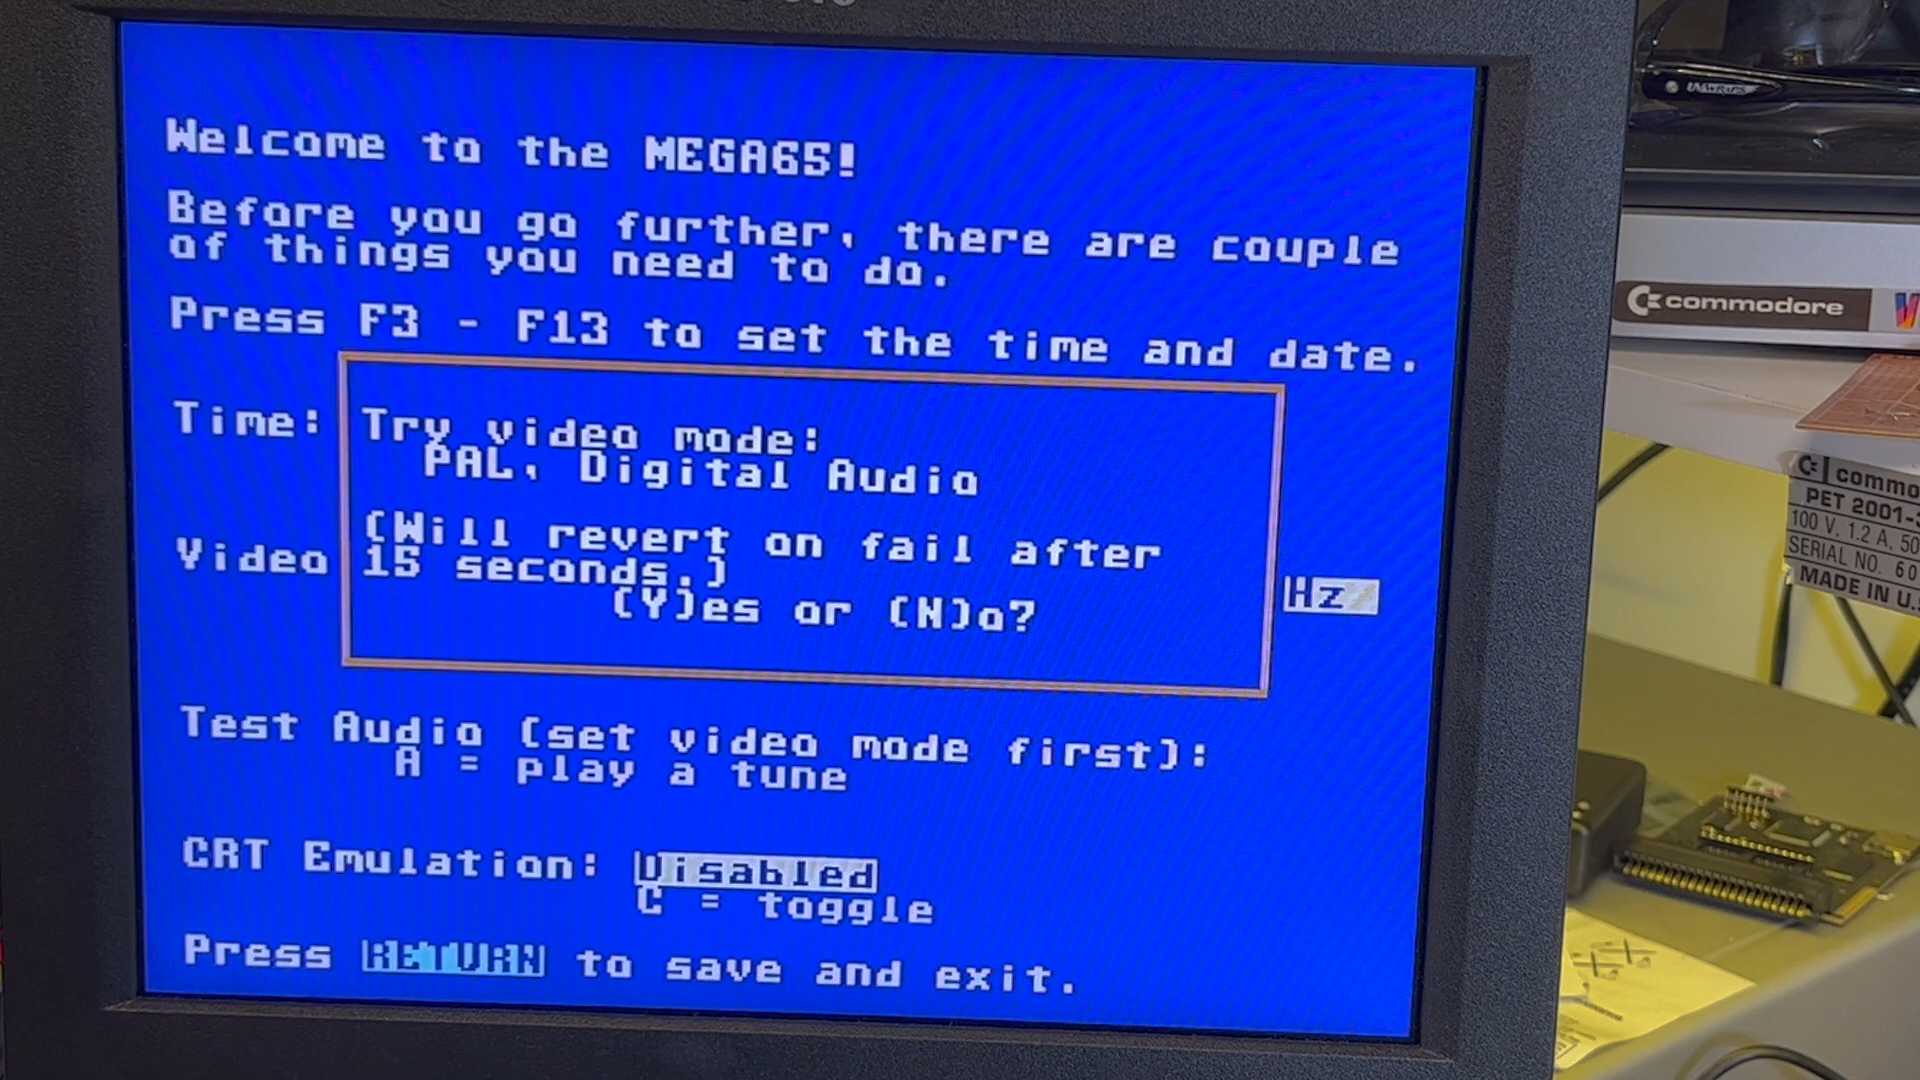 Welcome to the MEGA65!
Before you go further, there are couple
of things you need to do.
Press F3 - F13 to set the time and date.
Time:
Try video mode:
PAL, Digital Audio
(Will revert on fail after
15 seconds.)
(Y)es or (N)o?
Video
Hz
Test Audio (set video mode first):
A = play a tune
CRT Emulation: Disabled
C = toggle
Press RETURN to save and exit.
commodore
commo
PET 2001-
100 V, 1.2 A, 50
SERIAL NO. 60
MADE IN U.S